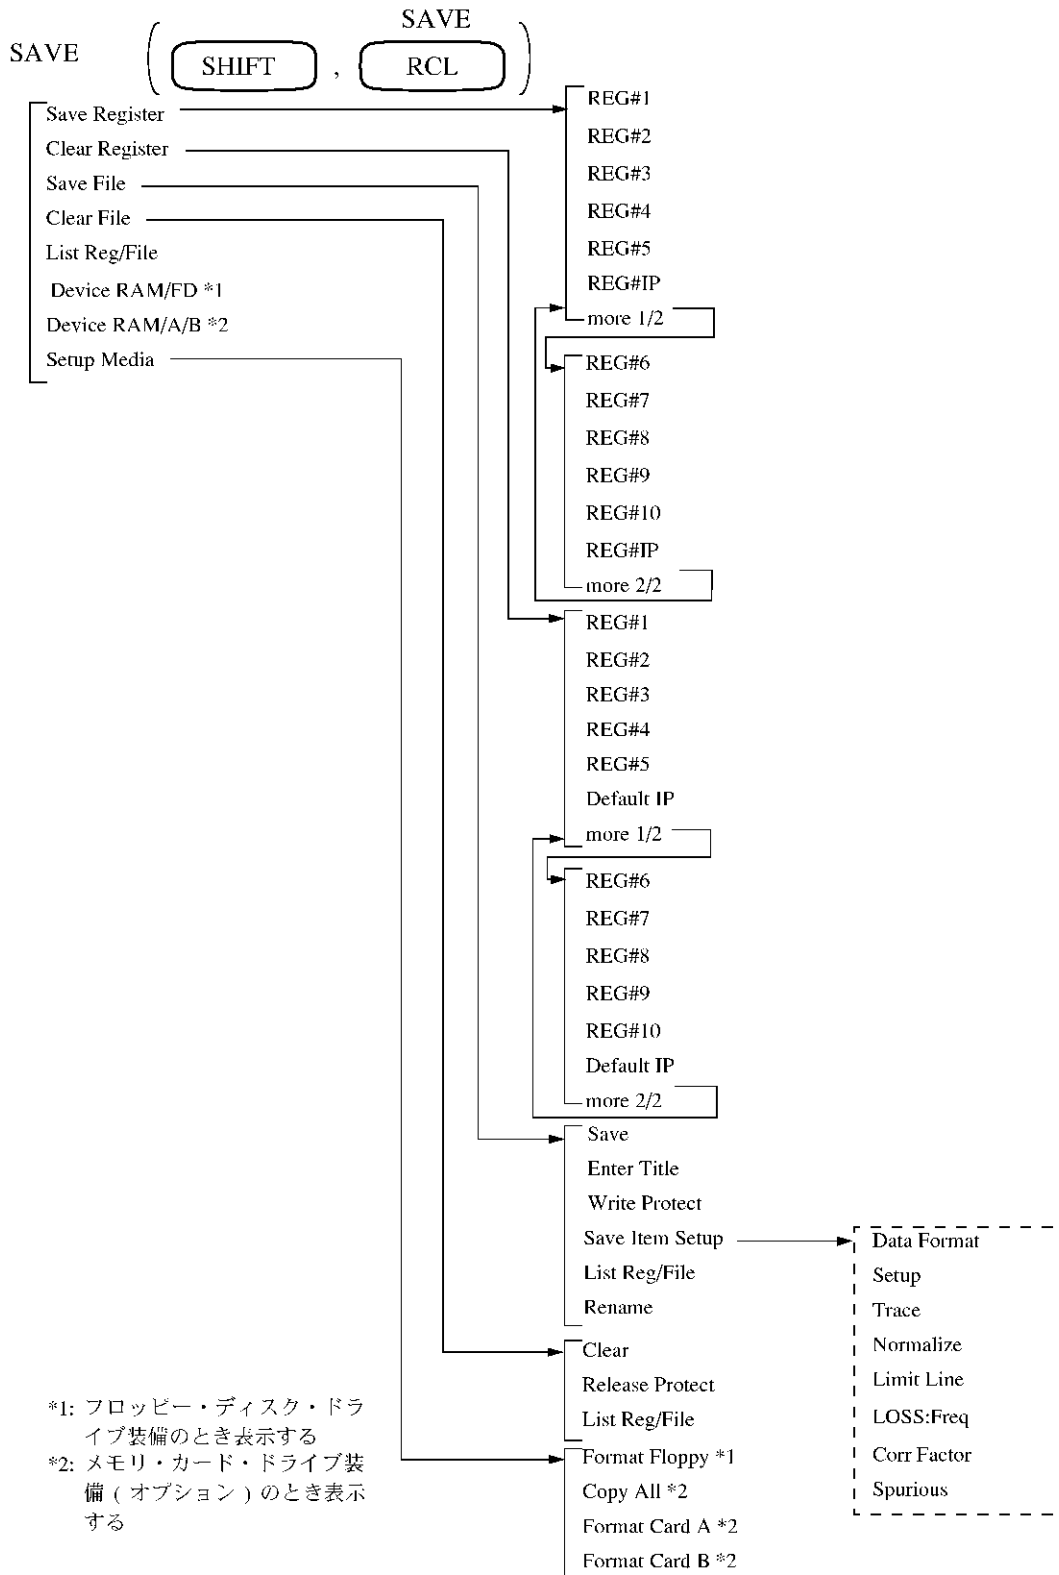 SAVE
SAVE
( SHIFT , RCL )
Save Register
Clear Register
Save File
Clear File
List Reg/File
Device RAM/FD *1
Device RAM/A/B *2
Setup Media
REG#1
REG#2
REG#3
REG#4
REG#5
REG#IP
more 1/2
REG#6
REG#7
REG#8
REG#9
REG#10
REG#IP
more 2/2
REG#1
REG#2
REG#3
REG#4
REG#5
Default IP
more 1/2
REG#6
REG#7
REG#8
REG#9
REG#10
Default IP
more 2/2
Save
Enter Title
Write Protect
Save Item Setup
List Reg/File
Rename
Data Format
Setup
Trace
Normalize
Limit Line
LOSS:Freq
Corr Factor
Spurious
Clear
Release Protect
List Reg/File
Format Floppy *1
Copy All *2
Format Card A *2
Format Card B *2
*1: フロッピー・ディスク・ドラ
イブ装備のとき表示する
*2: メモリ・カード・ドライブ装
備 ( オプション ) のとき表示
する